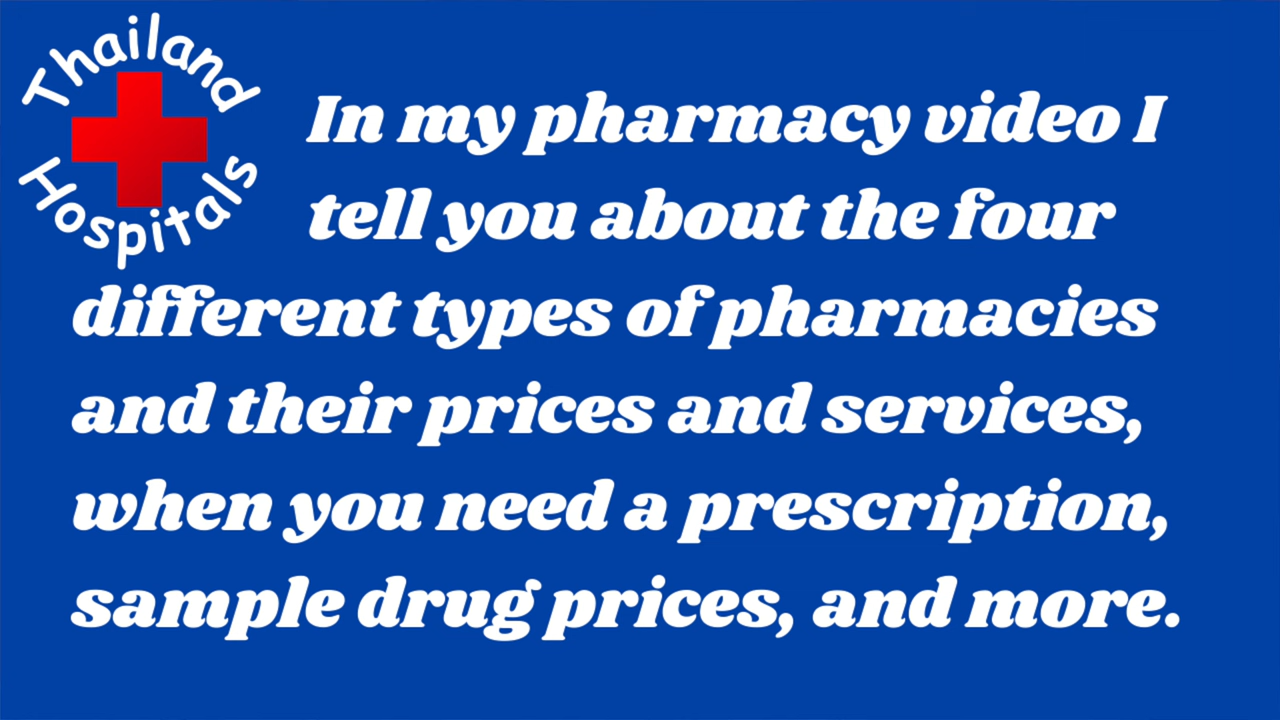 Thailand
Hospitals
In my pharmacy video I
tell you about the four
different types of pharmacies
and their prices and services,
when you need a prescription,
sample drug prices, and more.